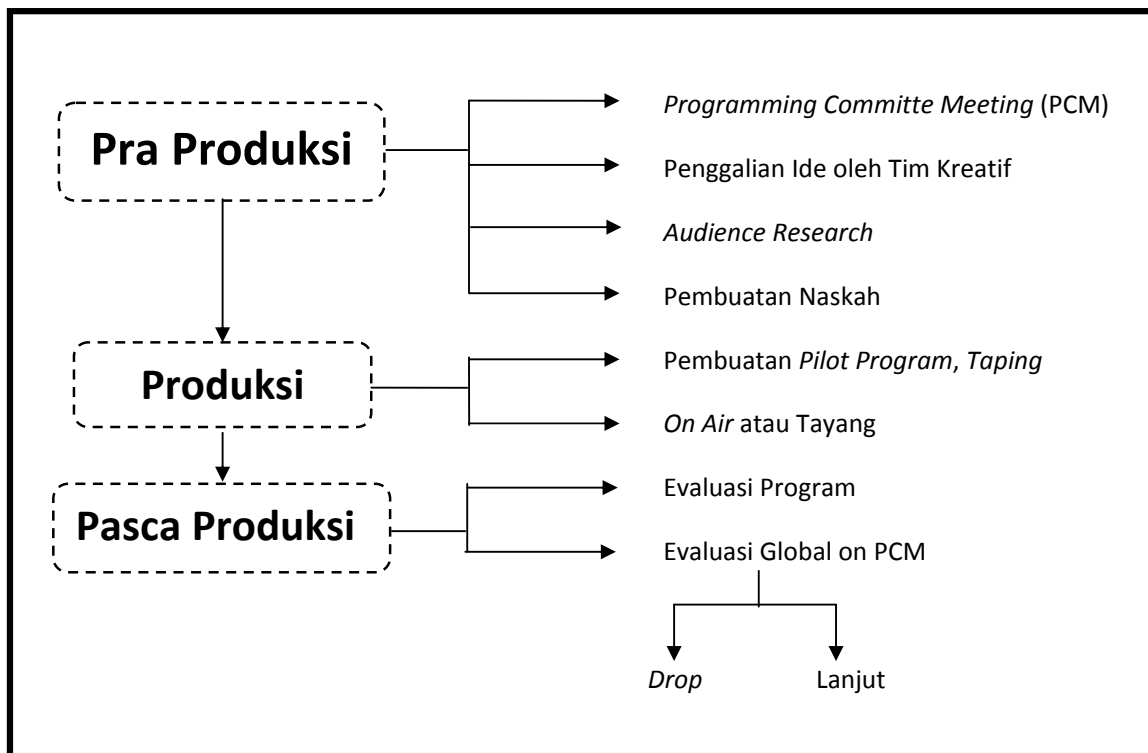 Pra Produksi
Programming Committe Meeting (PCM)
Penggalian Ide oleh Tim Kreatif
Audience Research
Pembuatan Naskah
Produksi
Pembuatan Pilot Program, Taping
On Air atau Tayang
Pasca Produksi
Evaluasi Program
Evaluasi Global on PCM
Drop
Lanjut